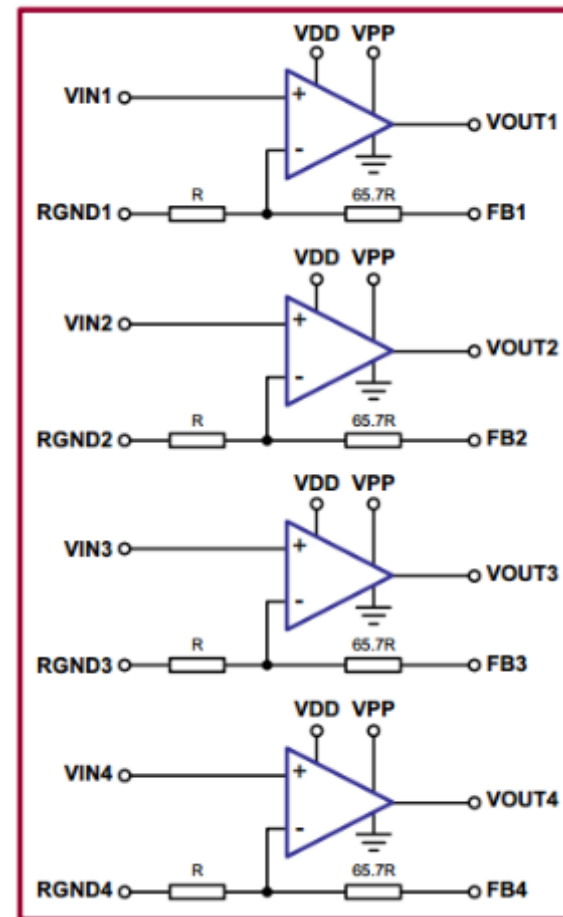 VDD VPP
VIN1 + VOUT1
-
RGND1 R 65.7R FB1
VDD VPP
VIN2 + VOUT2
-
RGND2 R 65.7R FB2
VDD VPP
VIN3 + VOUT3
-
RGND3 R 65.7R FB3
VDD VPP
VIN4 + VOUT4
-
RGND4 R 65.7R FB4